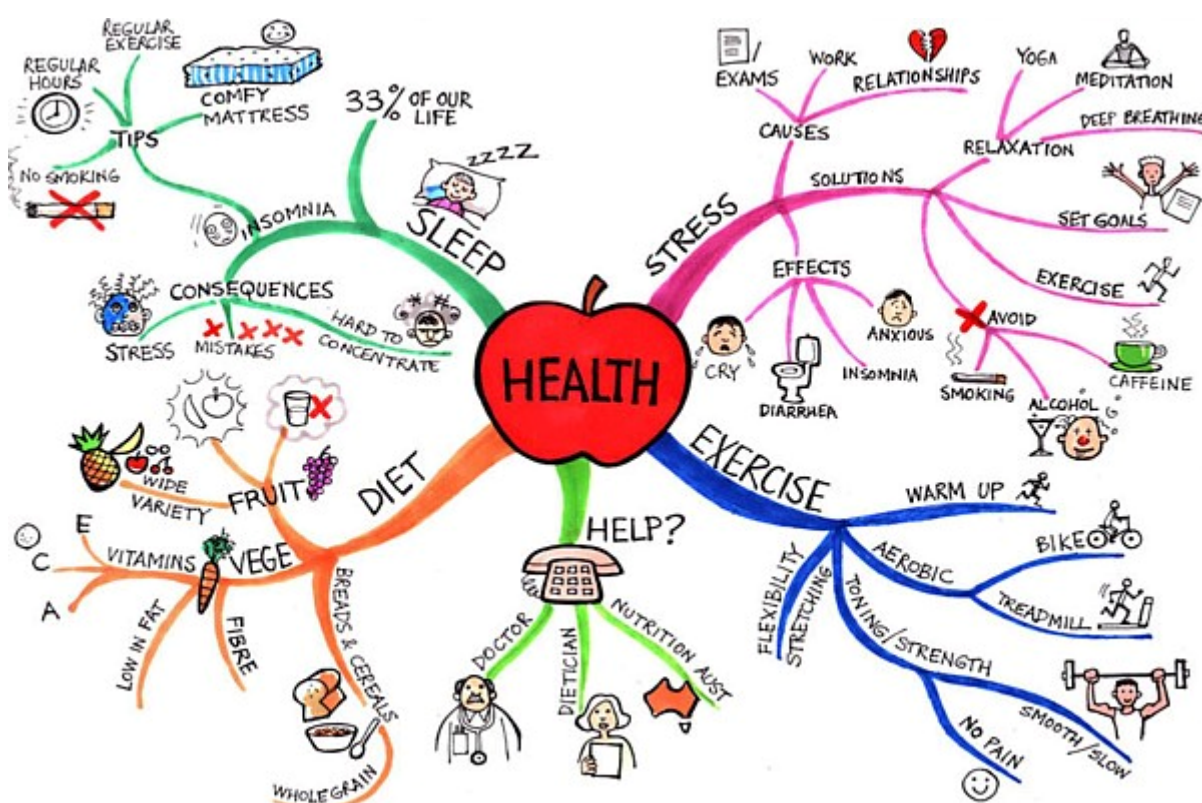 HEALTH
SLEEP
33% OF OUR
LIFE
ZZZZ
INSOMNIA
TIPS
REGULAR
EXERCISE
REGULAR
HOURS
COMFY
MATTRESS
NO SMOKING
CONSEQUENCES
STRESS
MISTAKES
HARD TO
CONCENTRATE
STRESS
CAUSES
EXAMS
WORK
RELATIONSHIPS
SOLUTIONS
RELAXATION
YOGA
MEDITATION
DEEP BREATHING
SET GOALS
EXERCISE
AVOID
SMOKING
ALCOHOL
CAFFEINE
EFFECTS
CRY
DIARRHEA
INSOMNIA
ANXIOUS
EXERCISE
WARM UP
AEROBIC
BIKE
TREADMILL
TONING/STRENGTH
SMOOTH/SLOW
NO PAIN
FLEXIBILITY
STRETCHING
HELP?
DOCTOR
DIETICIAN
NUTRITION AUST
DIET
FRUIT
WIDE
VARIETY
VEGE
VITAMINS
E
C
A
LOW IN FAT
FIBRE
BREADS & CEREALS
WHOLEGRAIN